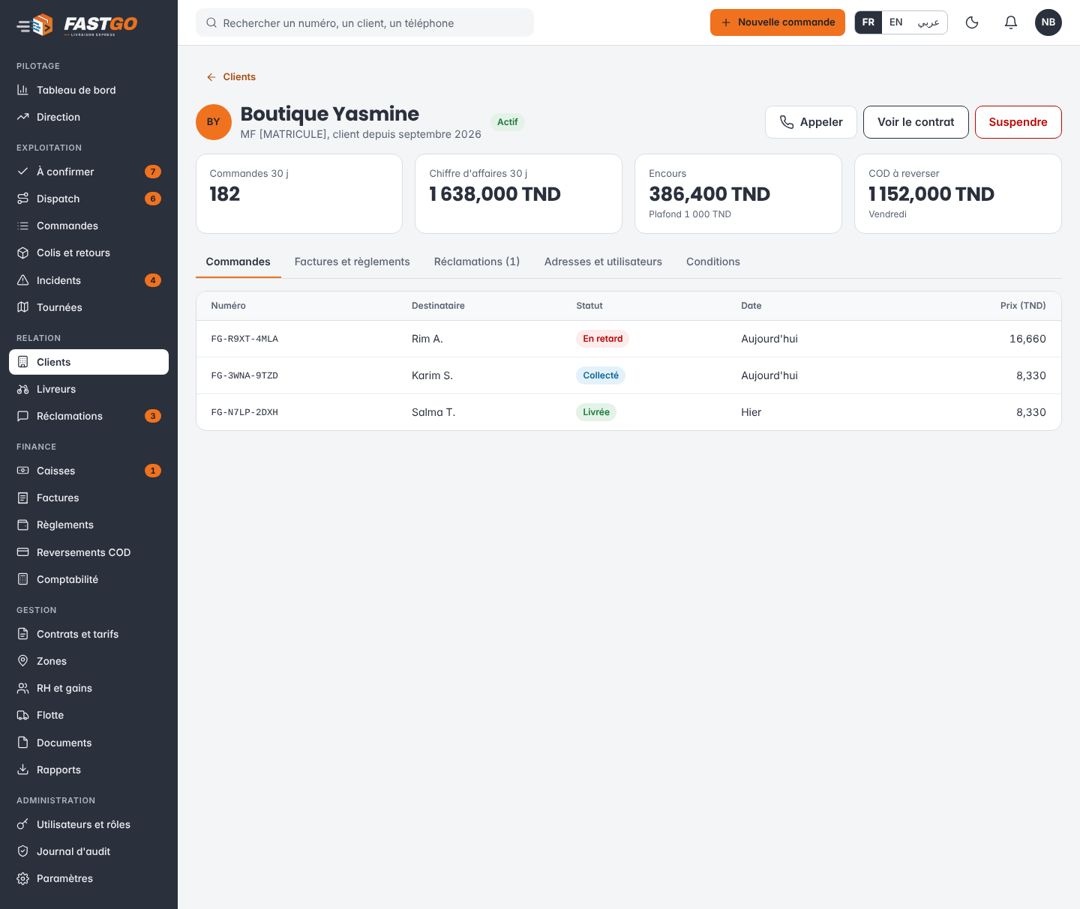 FASTGO
LIVRAISON EXPRESS
PILOTAGE
Tableau de bord
Direction
EXPLOITATION
À confirmer 7
Dispatch 6
Commandes
Colis et retours
Incidents 4
Tournées
RELATION
Clients
Livreurs
Réclamations 3
FINANCE
Caisses 1
Factures
Règlements
Reversements COD
Comptabilité
GESTION
Contrats et tarifs
Zones
RH et gains
Flotte
Documents
Rapports
ADMINISTRATION
Utilisateurs et rôles
Journal d'audit
Paramètres
Rechercher un numéro, un client, un téléphone
+ Nouvelle commande
FR EN عربي
NB
← Clients
BY
Boutique Yasmine
MF [MATRICULE], client depuis septembre 2026
Actif
Appeler
Voir le contrat
Suspendre
Commandes 30 j
182
Chiffre d'affaires 30 j
1 638,000 TND
Encours
386,400 TND
Plafond 1 000 TND
COD à reverser
1 152,000 TND
Vendredi
Commandes Factures et règlements Réclamations (1) Adresses et utilisateurs Conditions
Numéro Destinataire Statut Date Prix (TND)
FG-R9XT-4MLA Rim A. En retard Aujourd'hui 16,660
FG-3WNA-9TZD Karim S. Collecté Aujourd'hui 8,330
FG-N7LP-2DXH Salma T. Livrée Hier 8,330